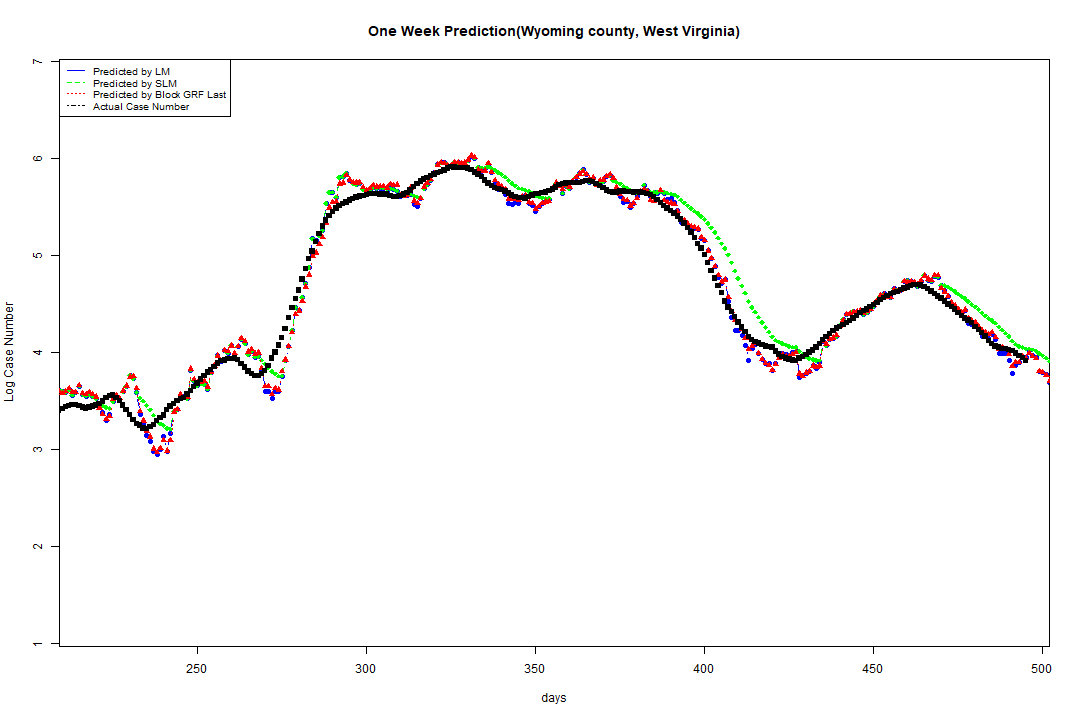 One Week Prediction(Wyoming county, West Virginia)
Predicted by LM
Predicted by SLM
Predicted by Block GRF Last
Actual Case Number
Log Case Number
7
6
5
4
3
2
1
250 300 350 400 450 500
days